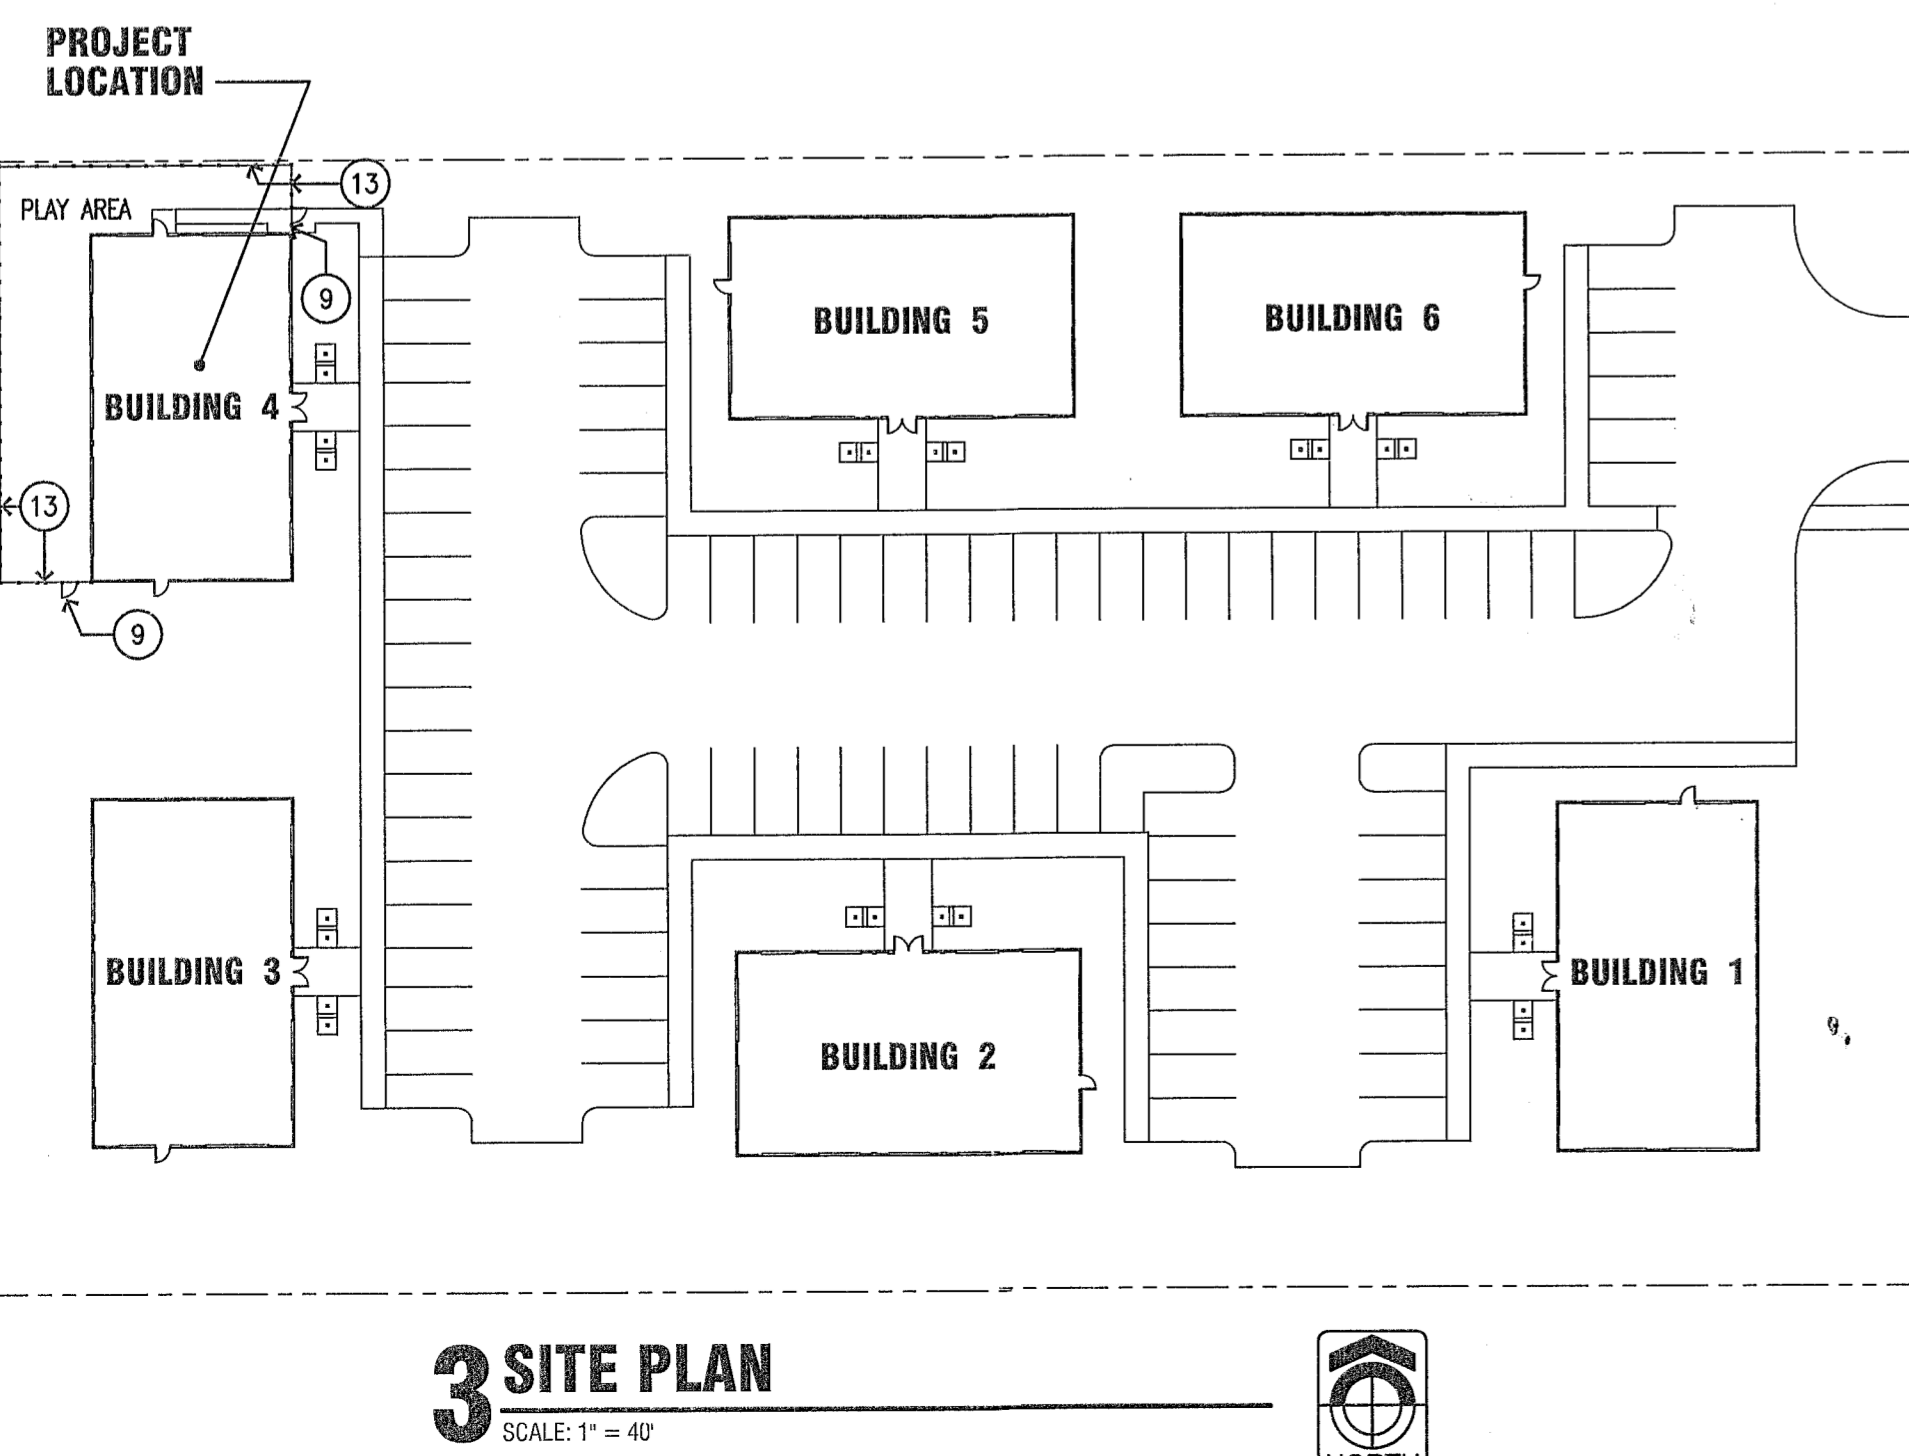 PROJECT
LOCATION
13
PLAY AREA
9
BUILDING 5
BUILDING 6
BUILDING 4
13
9
BUILDING 3
BUILDING 1
BUILDING 2
3 SITE PLAN
SCALE: 1" = 40'
NORTH